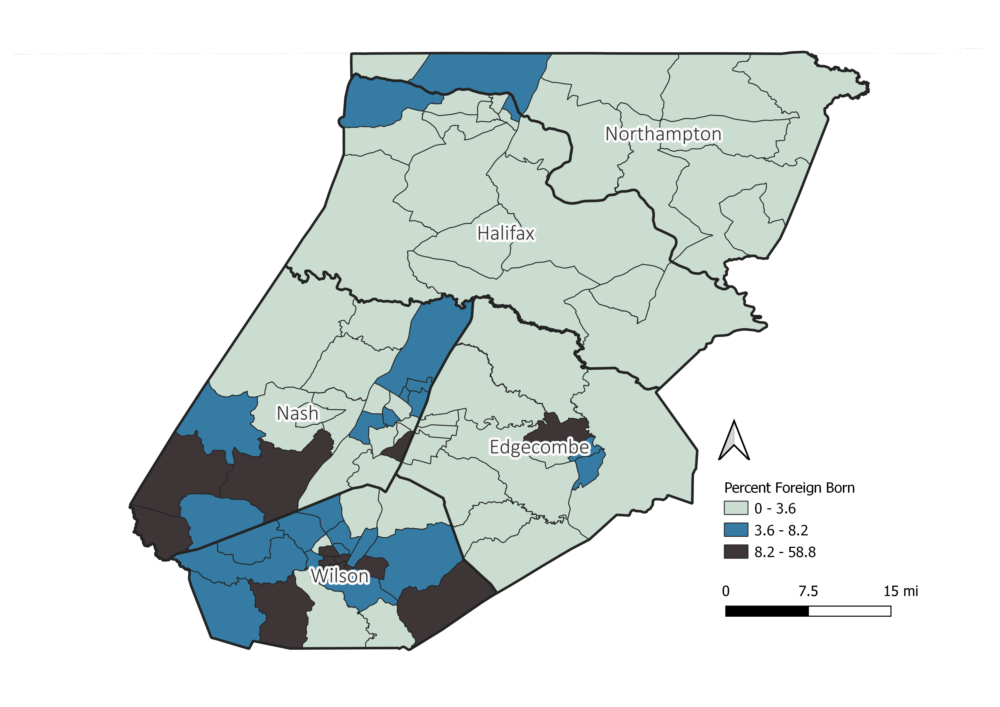 Northampton
Halifax
Nash
Edgecombe
Wilson
Percent Foreign Born
0 - 3.6
3.6 - 8.2
8.2 - 58.8
0 7.5 15 mi